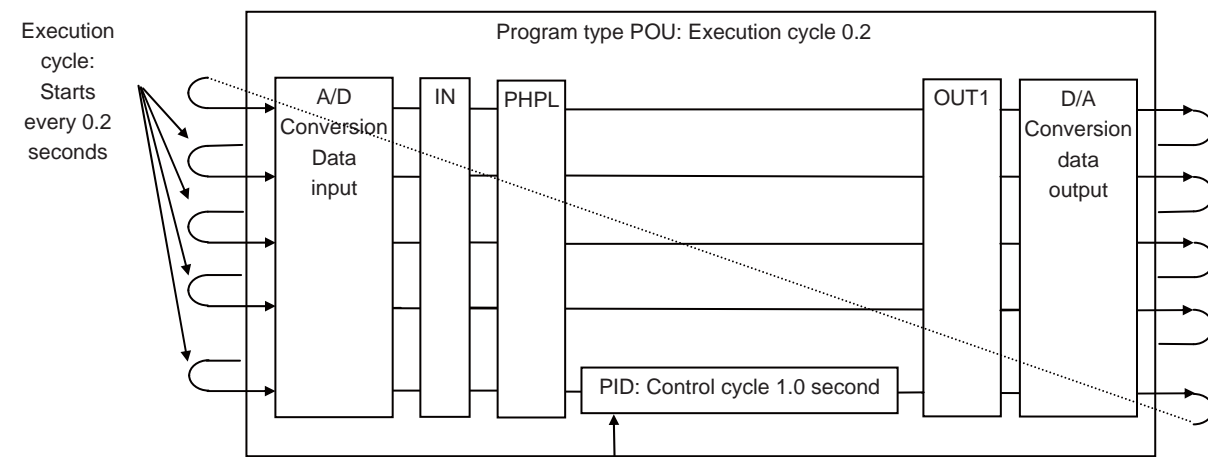 Execution
cycle:
Starts
every 0.2
seconds
Program type POU: Execution cycle 0.2
A/D
Conversion
Data
input
IN
PHPL
OUT1
D/A
Conversion
data
output
PID: Control cycle 1.0 second